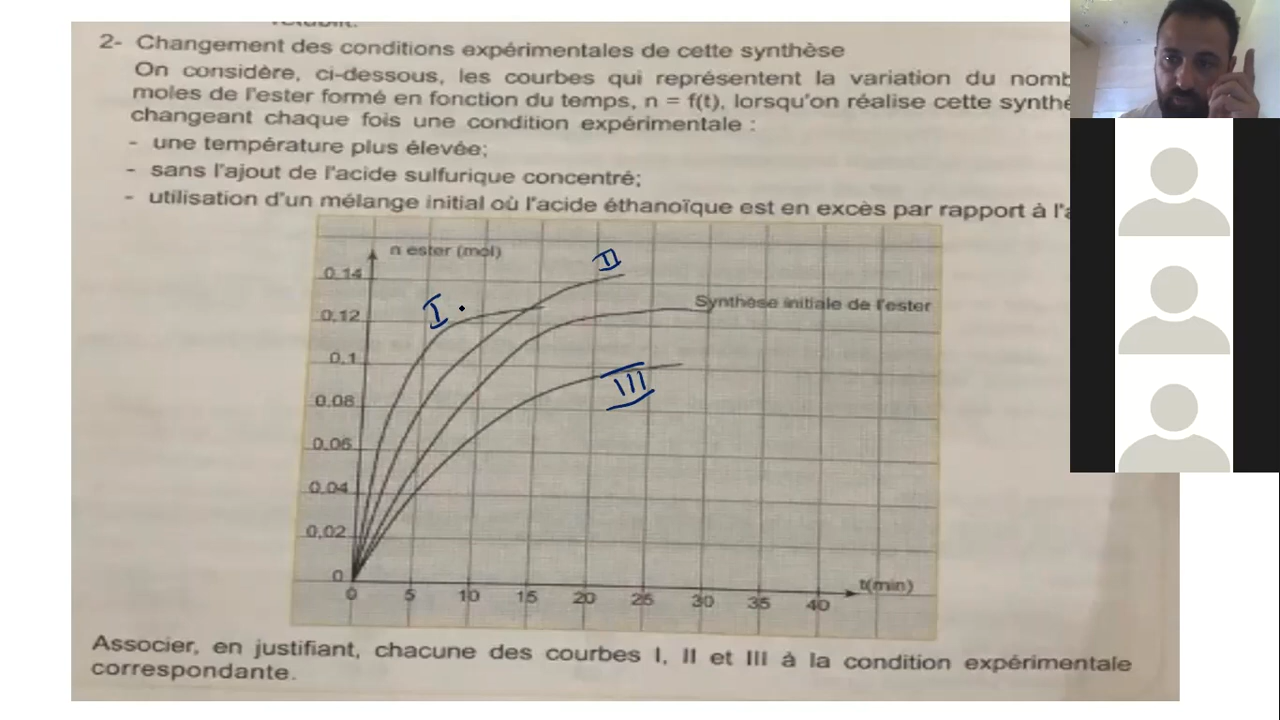 2- Changement des conditions expérimentales de cette synthèse
On considère, ci-dessous, les courbes qui représentent la variation du nomb
moles de l'ester formé en fonction du temps, n = f(t), lorsqu'on réalise cette synthé
changeant chaque fois une condition expérimentale :
- une température plus élevée;
- sans l'ajout de l'acide sulfurique concentré;
- utilisation d'un mélange initial où l'acide éthanoïque est en excès par rapport à l'a
n ester (mol)
II
0.14
I
Synthèse initiale de l'ester
0,12
0,1
III
0.08
0,06
0,04
0,02
0
0 5 10 15 20 25 30 35 40
t(min)
Associer, en justifiant, chacune des courbes I, II et III à la condition expérimentale
correspondante.